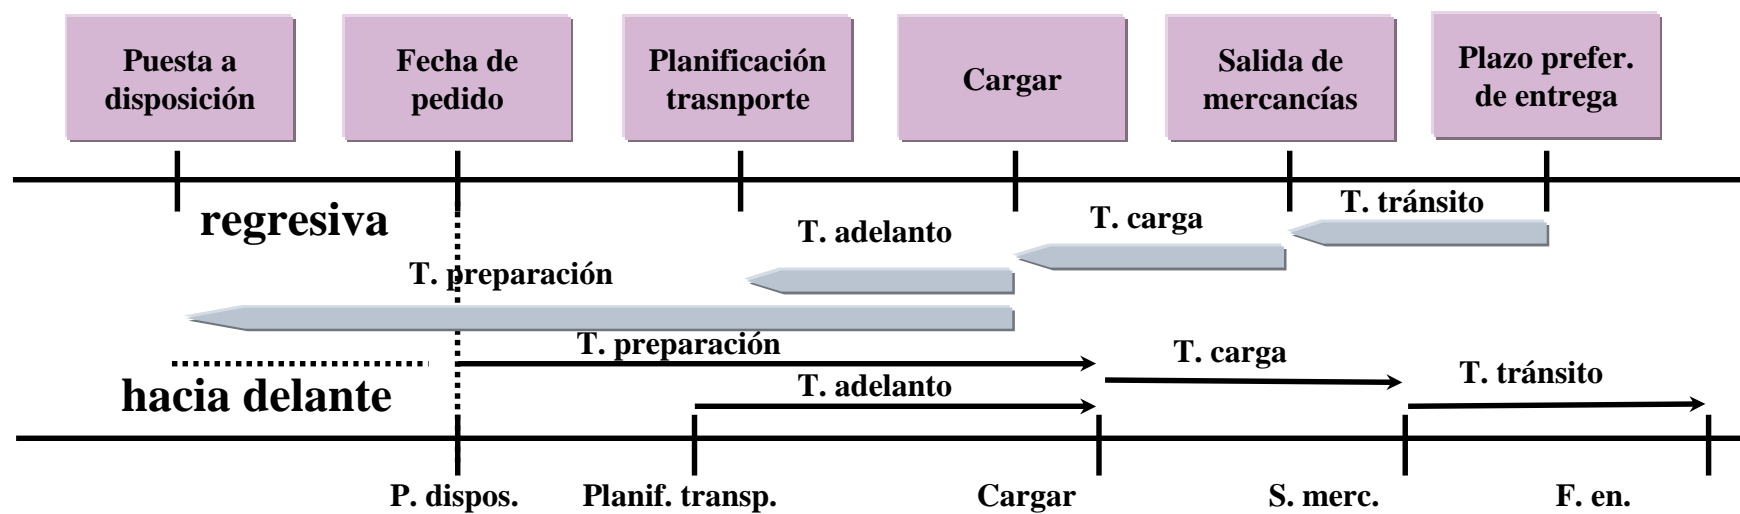 Puesta a
disposición
Fecha de
pedido
Planificación
trasnporte
Cargar
Salida de
mercancías
Plazo prefer.
de entrega
regresiva
T. tránsito
T. carga
T. adelanto
T. preparación
T. preparación
T. carga
T. tránsito
hacia delante
T. adelanto
P. dispos.
Planif. transp.
Cargar
S. merc.
F. en.